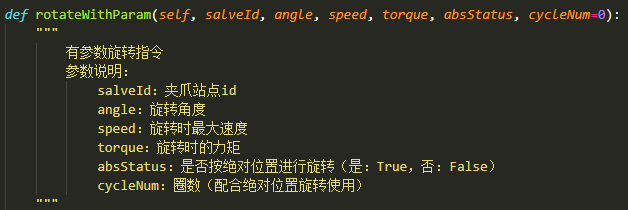 def rotateWithParam(self, salveId, angle, speed, torque, absStatus, cycleNum=0):
"""
有参数旋转指令
参数说明:
salveId: 夹爪站点id
angle: 旋转角度
speed: 旋转时最大速度
torque: 旋转时的力矩
absStatus: 是否按绝对位置进行旋转（是: True, 否: False）
cycleNum: 圈数（配合绝对位置旋转使用）
"""